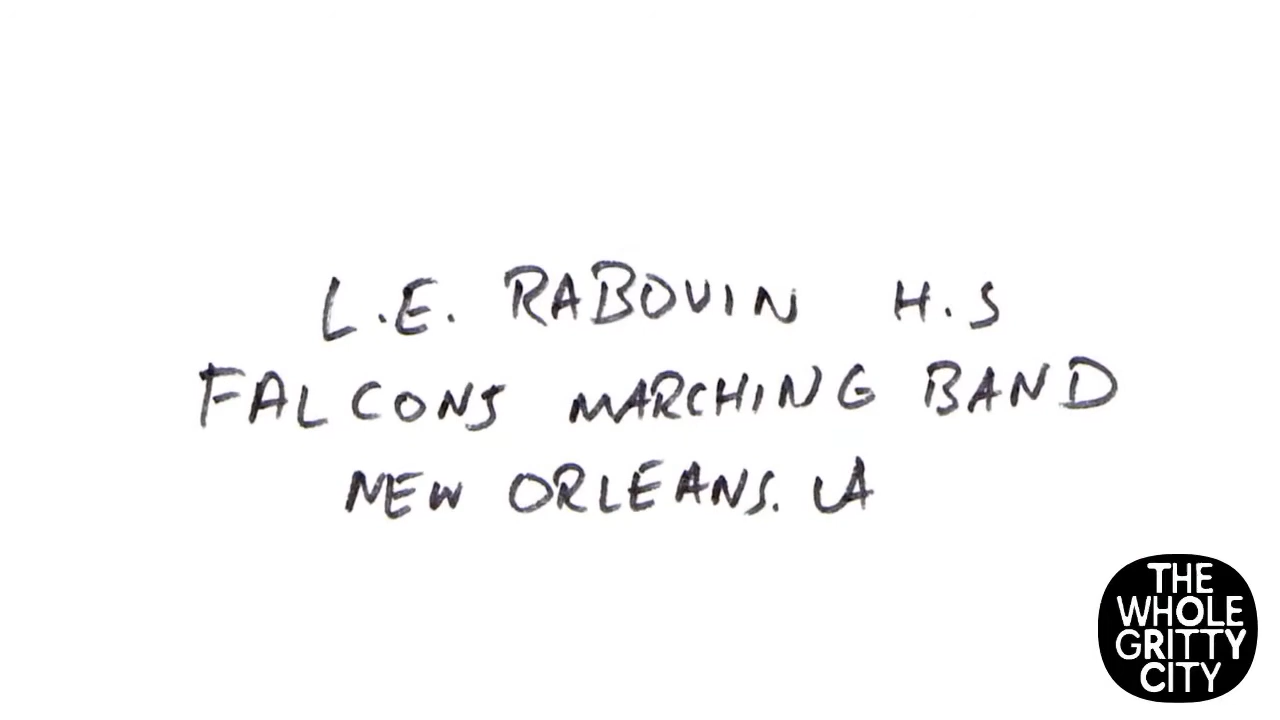 L.E. RABOUIN H.S
FALCONS MARCHING BAND
NEW ORLEANS. LA
THE
WHOLE
GRITTY
CITY